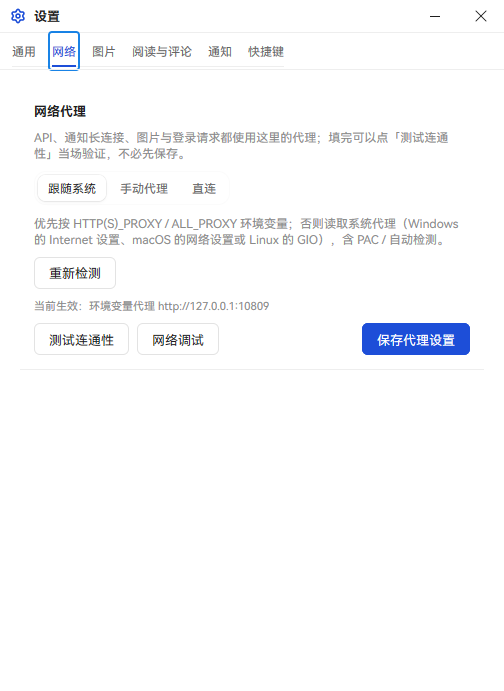 设置
通用 网络 图片 阅读与评论 通知 快捷键
网络代理
API、通知长连接、图片与登录请求都使用这里的代理；填完可以点「测试连通
性」当场验证，不必先保存。
跟随系统 手动代理 直连
优先按 HTTP(S)_PROXY / ALL_PROXY 环境变量；否则读取系统代理（Windows
的 Internet 设置、macOS 的网络设置或 Linux 的 GIO），含 PAC / 自动检测。
重新检测
当前生效：环境变量代理 http://127.0.0.1:10809
测试连通性 网络调试 保存代理设置